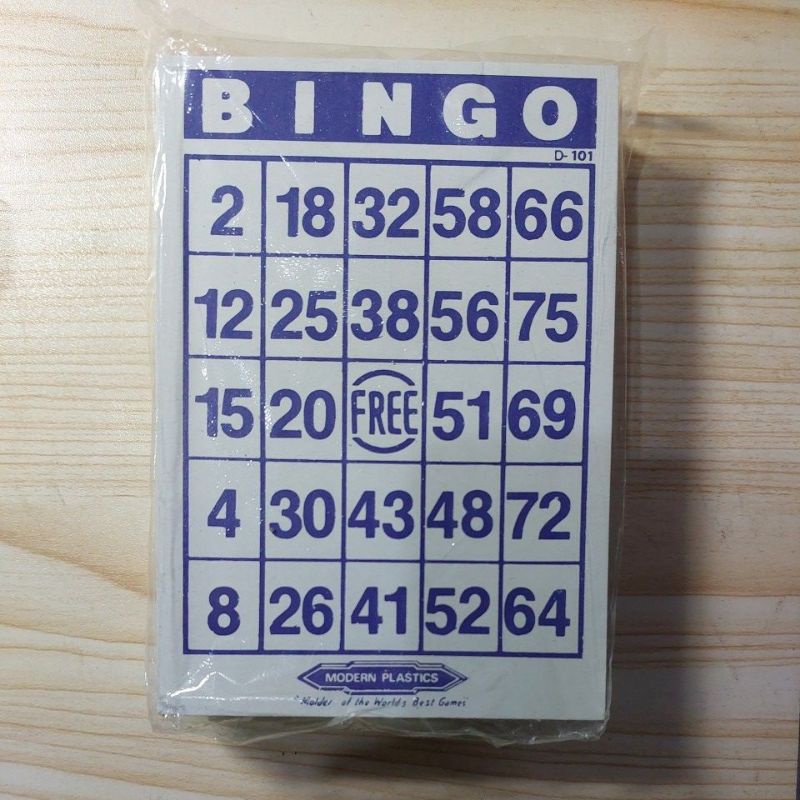 BINGO
D-101
2 18 32 58 66
12 25 38 56 75
15 20 FREE 51 69
4 30 43 48 72
8 26 41 52 64
MODERN PLASTICS
"Molder of the World's Best Games"